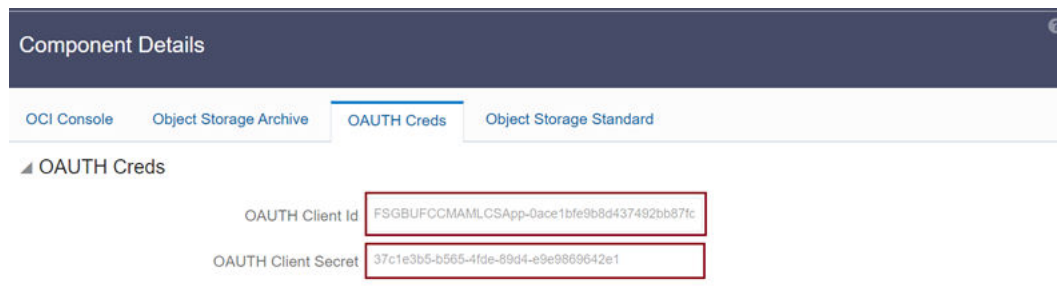 Component Details
OCI Console Object Storage Archive OAUTH Creds Object Storage Standard
OAUTH Creds
OAUTH Client Id FSGBUFCCMAMLCSApp-0ace1bfe9b8d437492bb87fc
OAUTH Client Secret 37c1e3b5-b565-4fde-89d4-e9e9869642e1